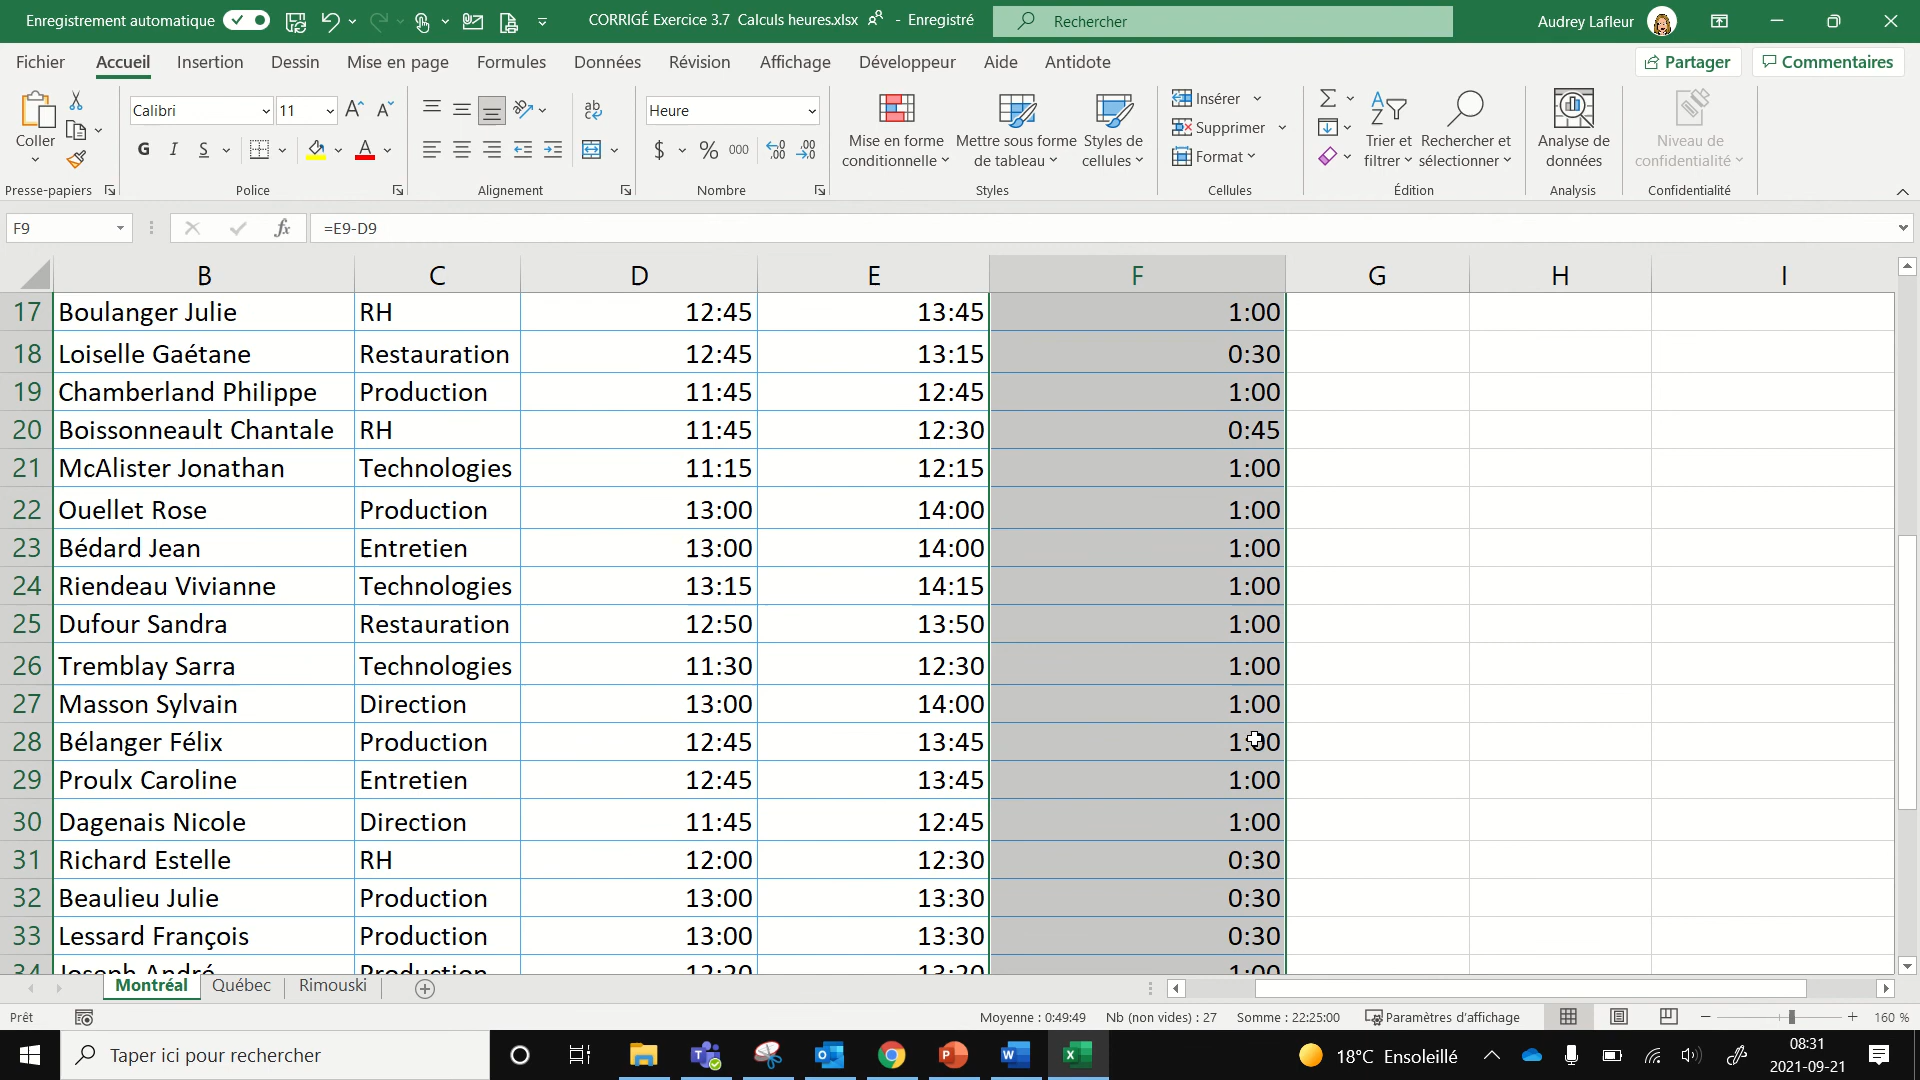 Enregistrement automatique CORRIGÉ Exercice 3.7 Calculs heures.xlsx - Enregistré Rechercher Audrey Lafleur
Fichier Accueil Insertion Dessin Mise en page Formules Données Révision Affichage Développeur Aide Antidote Partager Commentaires
Coller
Presse-papiers
Calibri 11
G I S
Police
Alignement
Heure
$ % 000
Nombre
Mise en forme conditionnelle
Mettre sous forme de tableau
Styles de cellules
Styles
Insérer
Supprimer
Format
Cellules
Trier et filtrer
Rechercher et sélectionner
Édition
Analyse de données
Analysis
Niveau de confidentialité
Confidentialité
F9 fx =E9-D9
B C D E F G H I
17 Boulanger Julie RH 12:45 13:45 1:00
18 Loiselle Gaétane Restauration 12:45 13:15 0:30
19 Chamberland Philippe Production 11:45 12:45 1:00
20 Boissonneault Chantale RH 11:45 12:30 0:45
21 McAlister Jonathan Technologies 11:15 12:15 1:00
22 Ouellet Rose Production 13:00 14:00 1:00
23 Bédard Jean Entretien 13:00 14:00 1:00
24 Riendeau Vivianne Technologies 13:15 14:15 1:00
25 Dufour Sandra Restauration 12:50 13:50 1:00
26 Tremblay Sarra Technologies 11:30 12:30 1:00
27 Masson Sylvain Direction 13:00 14:00 1:00
28 Bélanger Félix Production 12:45 13:45 1:00
29 Proulx Caroline Entretien 12:45 13:45 1:00
30 Dagenais Nicole Direction 11:45 12:45 1:00
31 Richard Estelle RH 12:00 12:30 0:30
32 Beaulieu Julie Production 13:00 13:30 0:30
33 Lessard François Production 13:00 13:30 0:30
34 Joseph André Production 12:20 13:20 1:00
Montréal Québec Rimouski
Prêt Moyenne : 0:49:49 Nb (non vides) : 27 Somme : 22:25:00 Paramètres d'affichage 160 %
Taper ici pour rechercher 18°C Ensoleillé 08:31
2021-09-21